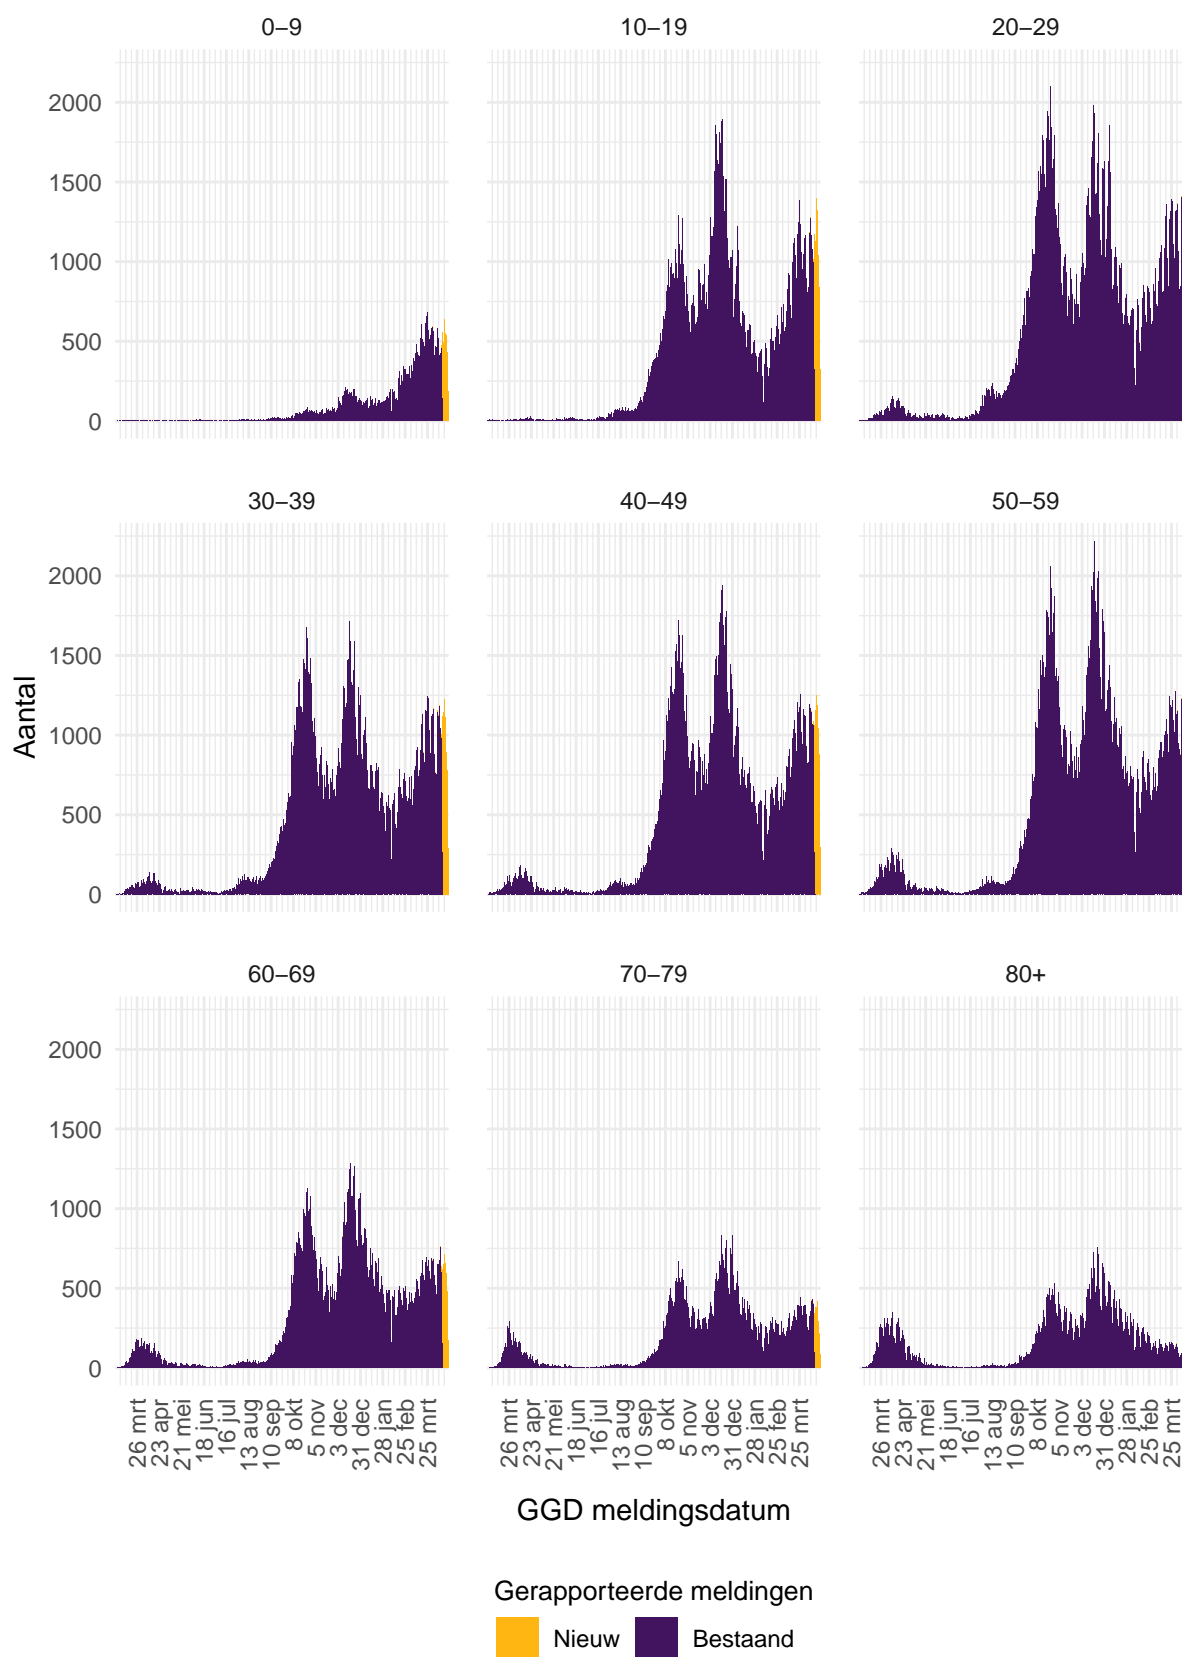 0–9 10–19 20–29
2000
1500
1000
500
0
30–39 40–49 50–59
2000
1500
1000
500
0
Aantal
60–69 70–79 80+
2000
1500
1000
500
0
26 mrt 23 apr 21 mei 18 jun 16 jul 13 aug 10 sep 8 okt 5 nov 3 dec 31 dec 28 jan 25 feb 25 mrt
26 mrt 23 apr 21 mei 18 jun 16 jul 13 aug 10 sep 8 okt 5 nov 3 dec 31 dec 28 jan 25 feb 25 mrt
26 mrt 23 apr 21 mei 18 jun 16 jul 13 aug 10 sep 8 okt 5 nov 3 dec 31 dec 28 jan 25 feb 25 mrt
GGD meldingsdatum
Gerapporteerde meldingen
Nieuw Bestaand